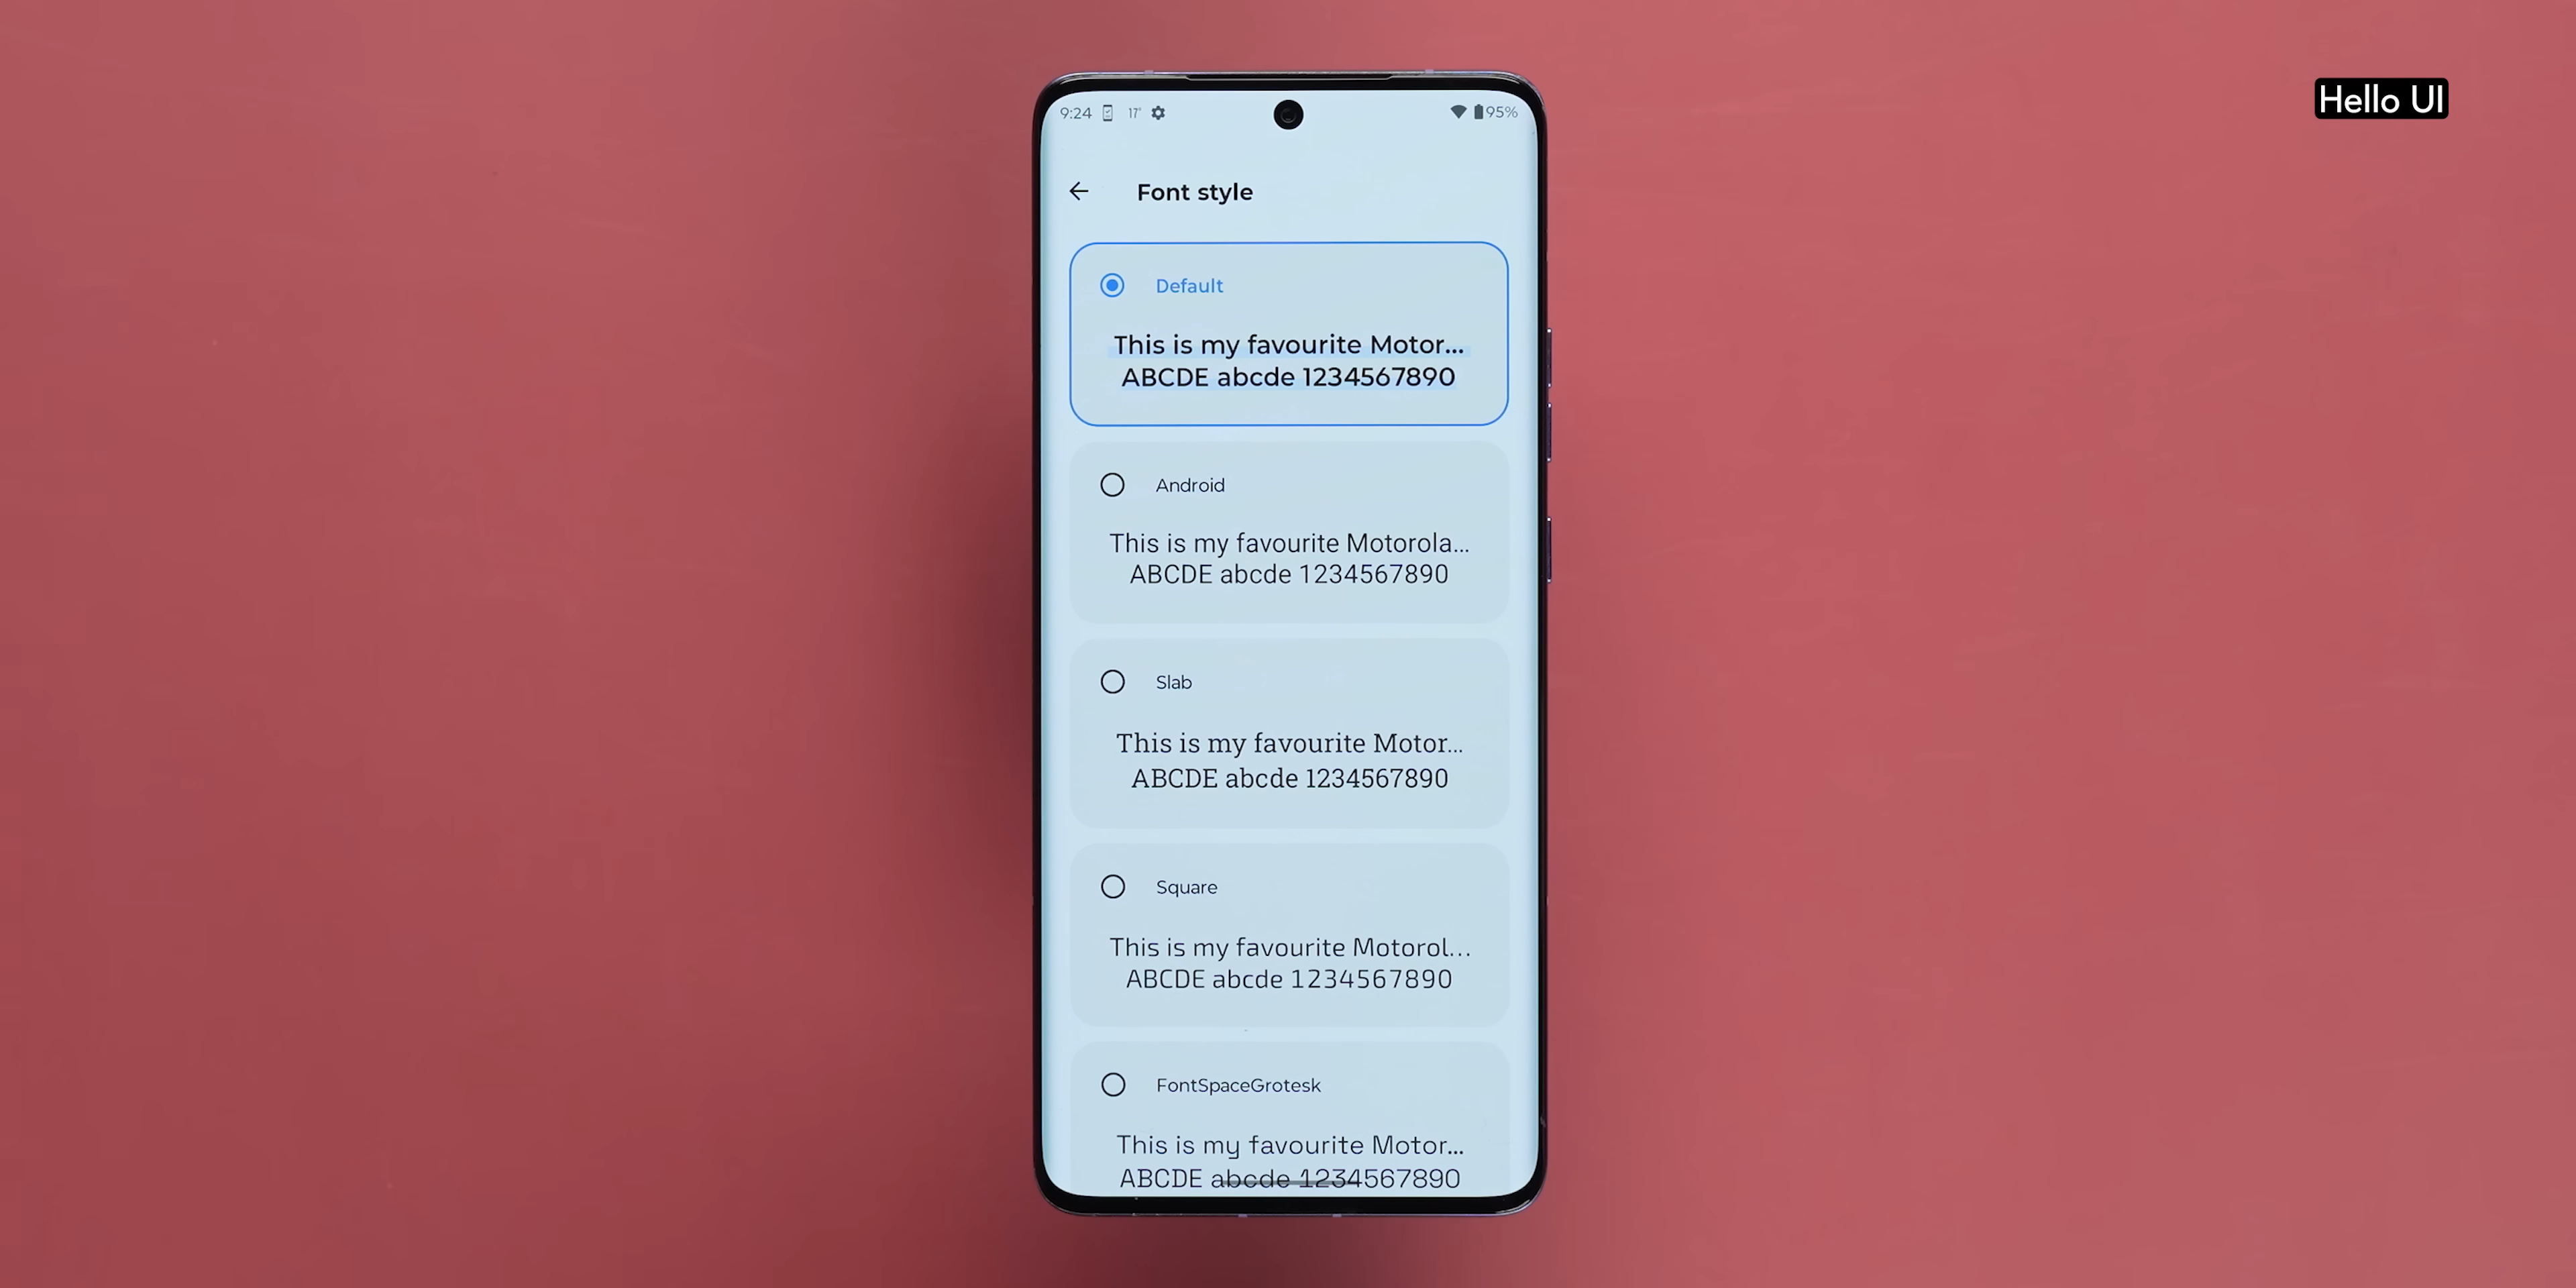 Hello UI
9:24 17° 95%
Font style
Default
This is my favourite Motor...
ABCDE abcde 1234567890
Android
This is my favourite Motorola...
ABCDE abcde 1234567890
Slab
This is my favourite Motor...
ABCDE abcde 1234567890
Square
This is my favourite Motorol...
ABCDE abcde 1234567890
FontSpaceGrotesk
This is my favourite Motor...
ABCDE abcde 1234567890